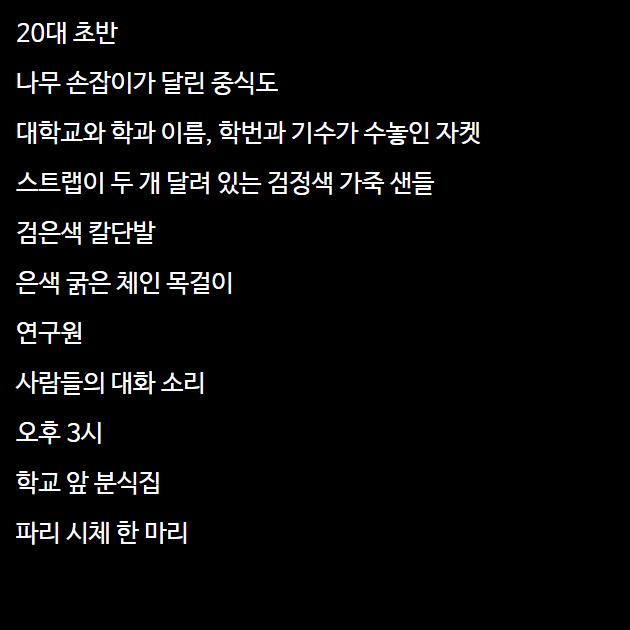 20대 초반
나무 손잡이가 달린 중식도
대학교와 학과 이름, 학번과 기수가 수놓인 자켓
스트랩이 두 개 달려 있는 검정색 가죽 샌들
검은색 칼단발
은색 굵은 체인 목걸이
연구원
사람들의 대화 소리
오후 3시
학교 앞 분식집
파리 시체 한 마리